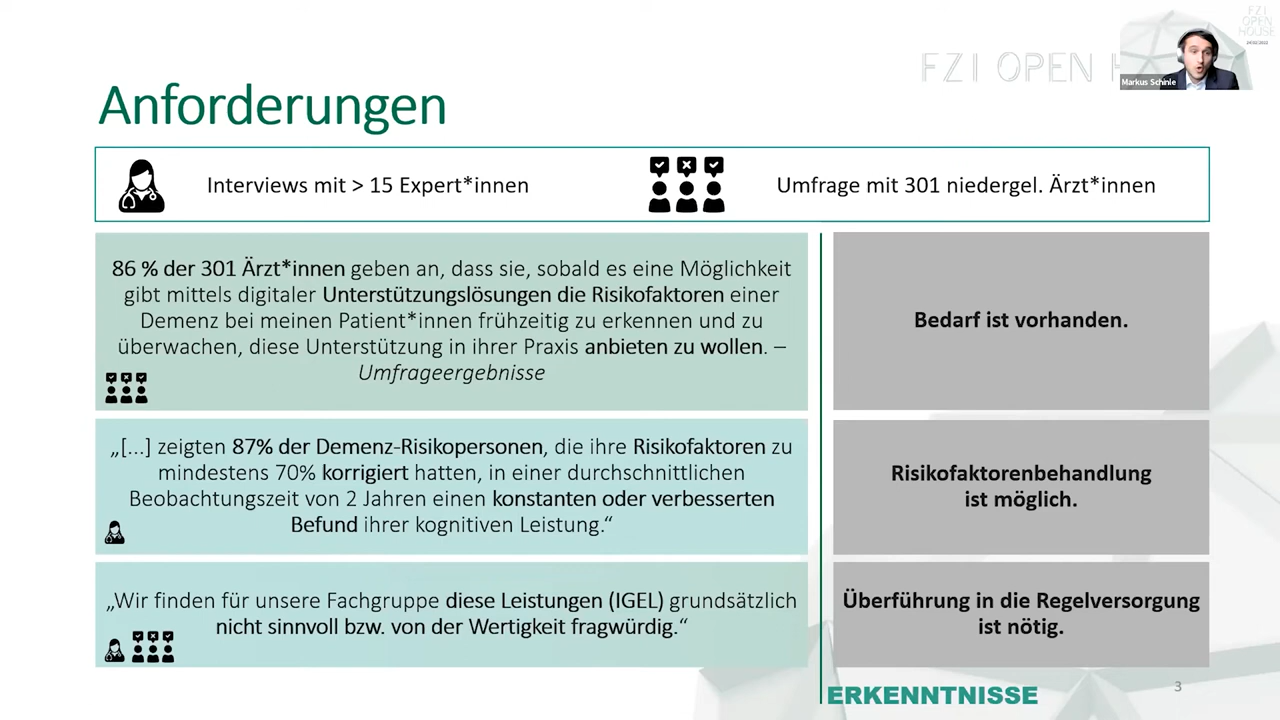 FZI OPEN H
FZI
OPEN
HOUSE
Markus Schinle
Anforderungen
Interviews mit > 15 Expert*innen
Umfrage mit 301 niedergel. Ärzt*innen
86 % der 301 Ärzt*innen geben an, dass sie, sobald es eine Möglichkeit
gibt mittels digitaler Unterstützungslösungen die Risikofaktoren einer
Demenz bei meinen Patient*innen frühzeitig zu erkennen und zu
überwachen, diese Unterstützung in ihrer Praxis anbieten zu wollen. –
Umfrageergebnisse
Bedarf ist vorhanden.
„[...] zeigten 87% der Demenz-Risikopersonen, die ihre Risikofaktoren zu
mindestens 70% korrigiert hatten, in einer durchschnittlichen
Beobachtungszeit von 2 Jahren einen konstanten oder verbesserten
Befund ihrer kognitiven Leistung.“
Risikofaktorenbehandlung
ist möglich.
„Wir finden für unsere Fachgruppe diese Leistungen (IGEL) grundsätzlich
nicht sinnvoll bzw. von der Wertigkeit fragwürdig.“
Überführung in die Regelversorgung
ist nötig.
ERKENNTNISSE
3